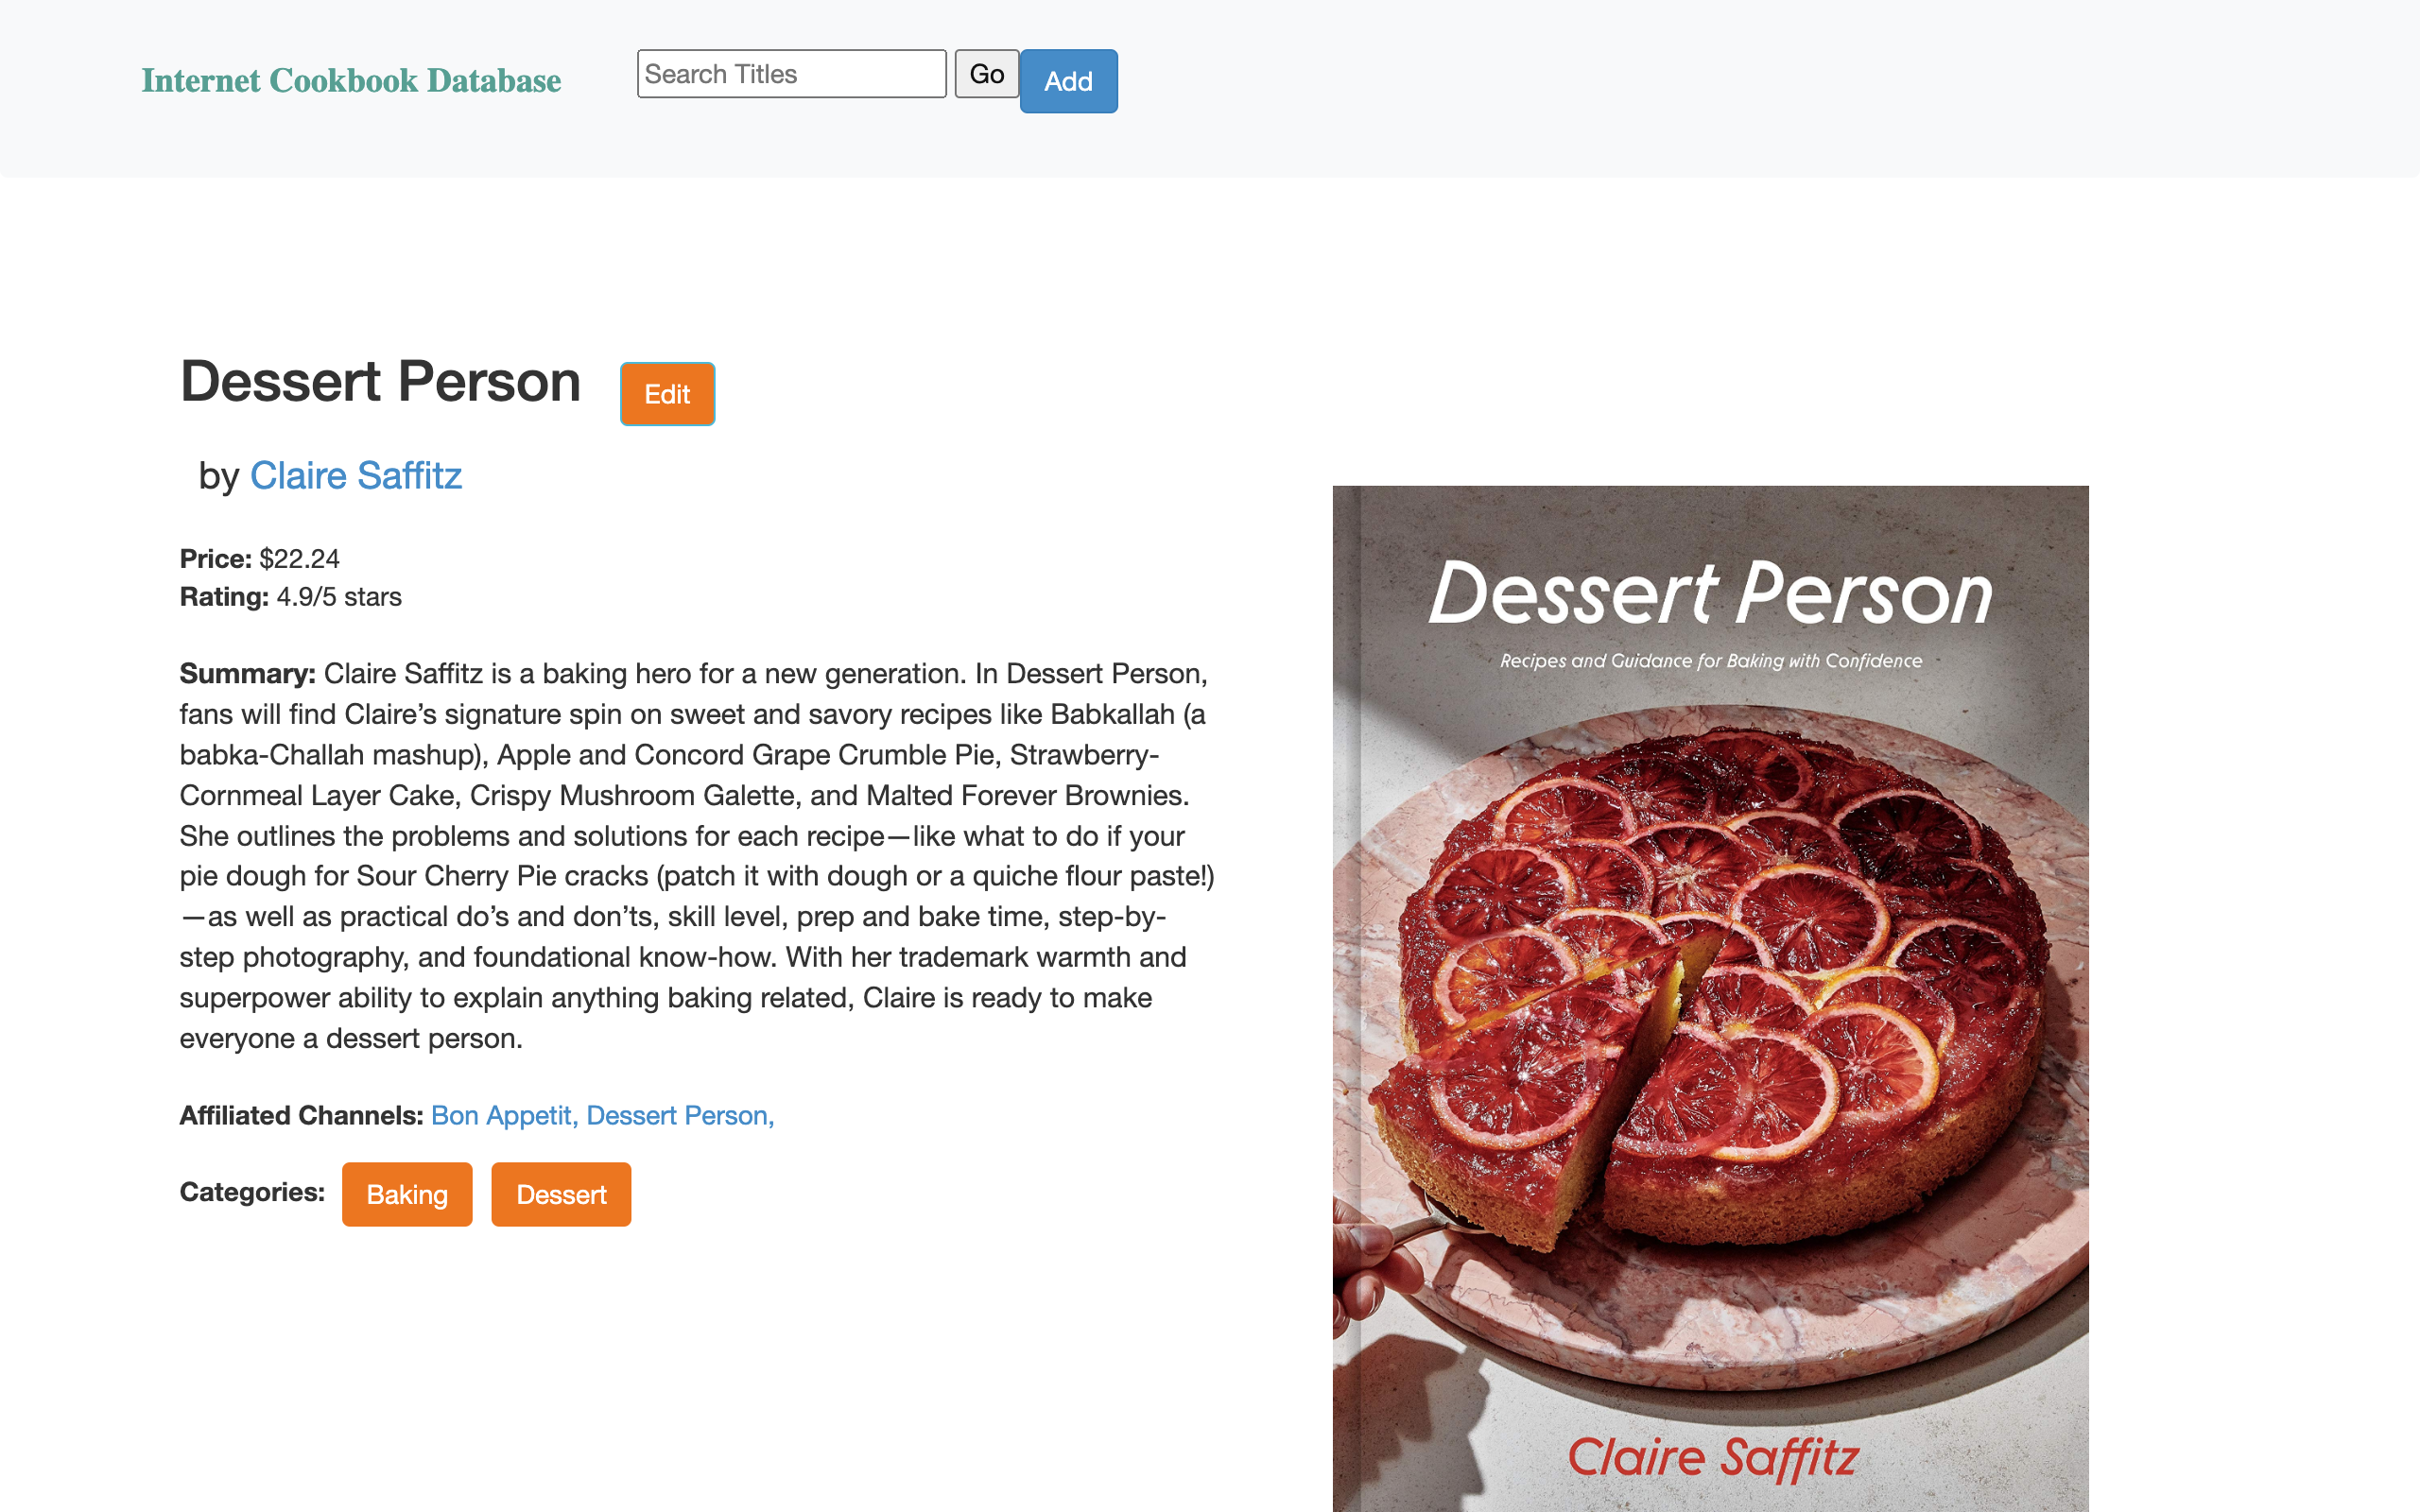 Internet Cookbook Database
Search Titles
Go
Add
Dessert Person
Edit
by Claire Saffitz
Price: $22.24
Rating: 4.9/5 stars
Summary: Claire Saffitz is a baking hero for a new generation. In Dessert Person,
fans will find Claire’s signature spin on sweet and savory recipes like Babkallah (a
babka-Challah mashup), Apple and Concord Grape Crumble Pie, Strawberry-
Cornmeal Layer Cake, Crispy Mushroom Galette, and Malted Forever Brownies.
She outlines the problems and solutions for each recipe—like what to do if your
pie dough for Sour Cherry Pie cracks (patch it with dough or a quiche flour paste!)
—as well as practical do’s and don’ts, skill level, prep and bake time, step-by-
step photography, and foundational know-how. With her trademark warmth and
superpower ability to explain anything baking related, Claire is ready to make
everyone a dessert person.
Affiliated Channels: Bon Appetit, Dessert Person,
Categories: Baking Dessert
Dessert Person
Recipes and Guidance for Baking with Confidence
Claire Saffitz